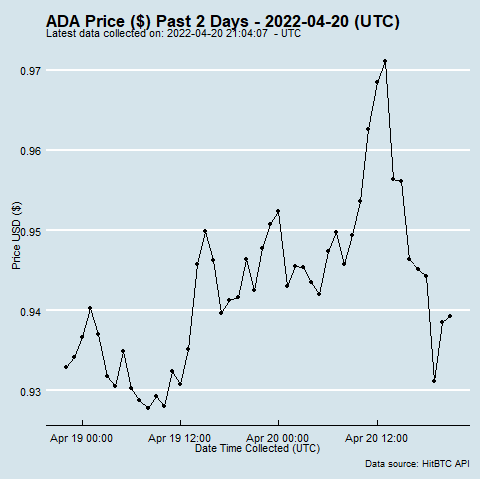 ADA Price ($) Past 2 Days - 2022-04-20 (UTC)
Latest data collected on: 2022-04-20 21:04:07 - UTC
0.97
0.96
0.95
0.94
0.93
Price USD ($)
Apr 19 00:00
Apr 19 12:00
Apr 20 00:00
Apr 20 12:00
Date Time Collected (UTC)
Data source: HitBTC API